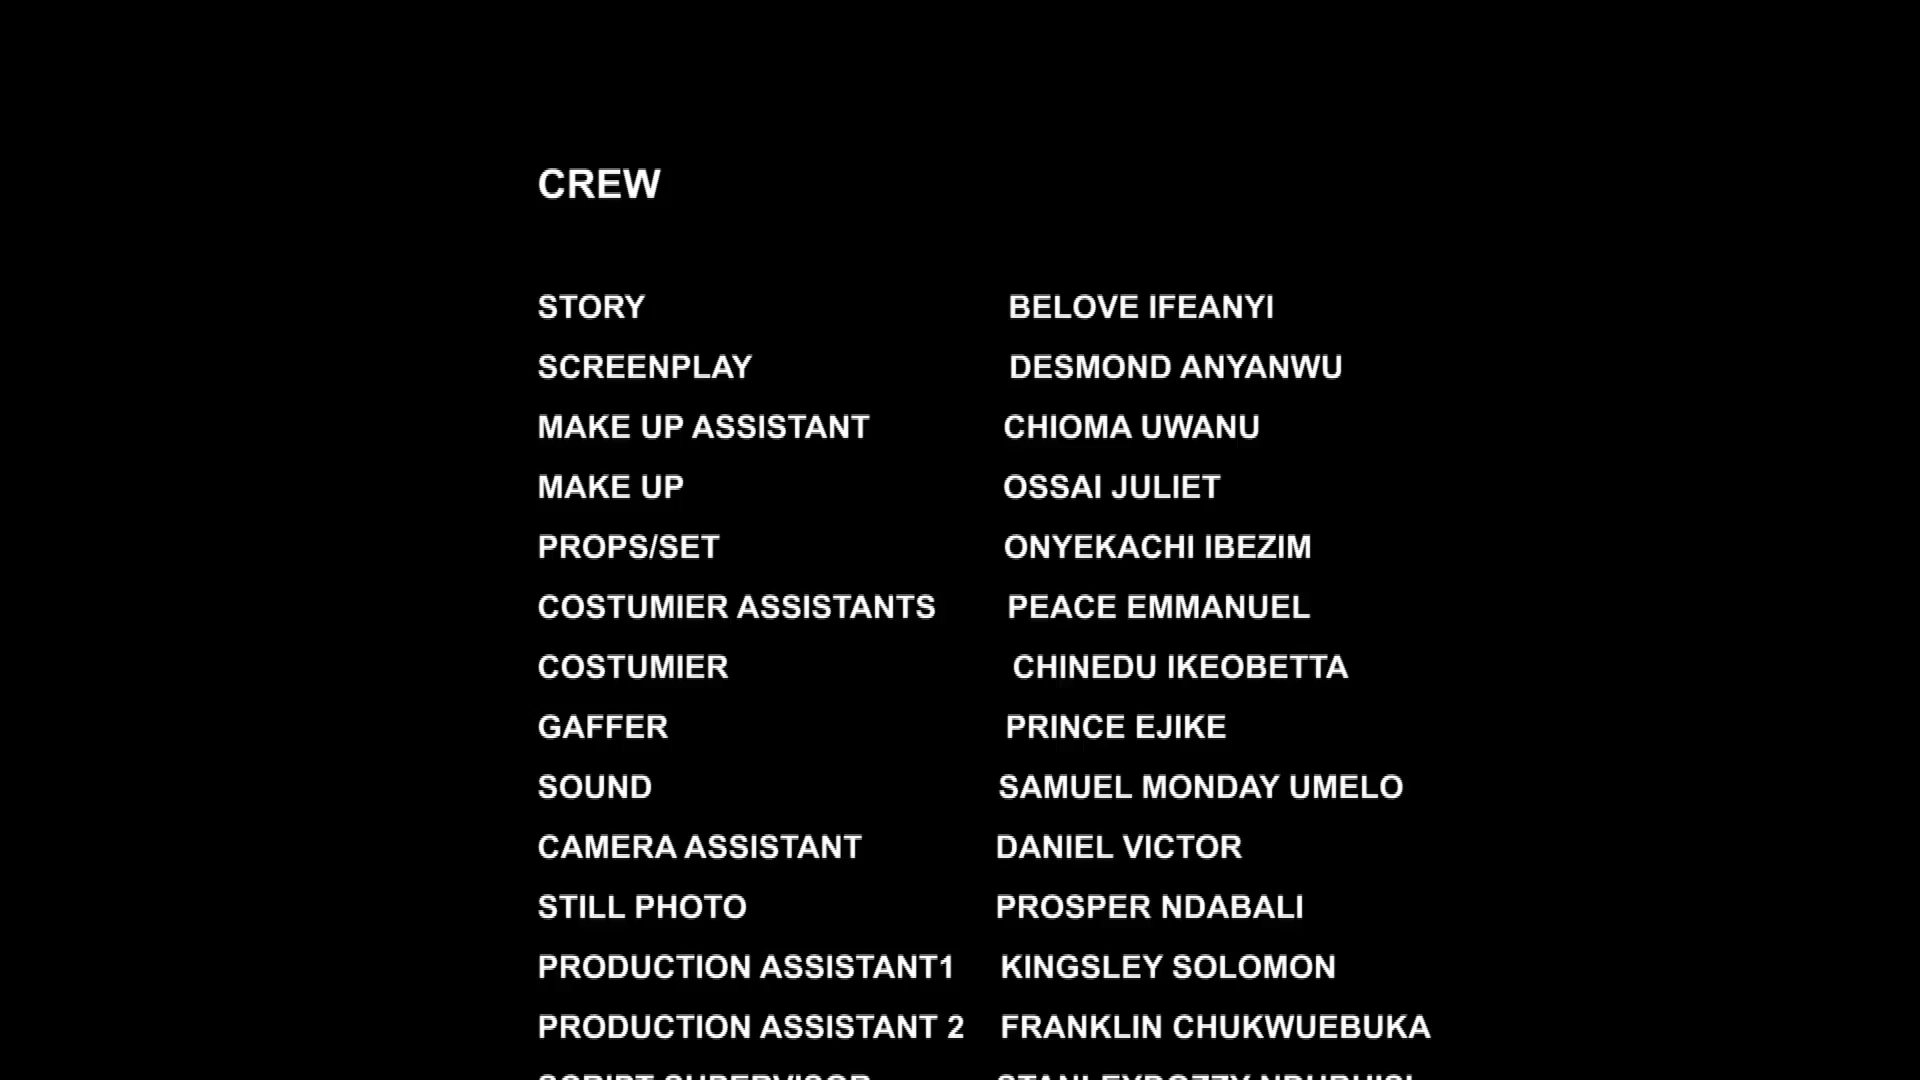 CREW
STORY BELOVE IFEANYI
SCREENPLAY DESMOND ANYANWU
MAKE UP ASSISTANT CHIOMA UWANU
MAKE UP OSSAI JULIET
PROPS/SET ONYEKACHI IBEZIM
COSTUMIER ASSISTANTS PEACE EMMANUEL
COSTUMIER CHINEDU IKEOBETTA
GAFFER PRINCE EJIKE
SOUND SAMUEL MONDAY UMELO
CAMERA ASSISTANT DANIEL VICTOR
STILL PHOTO PROSPER NDABALI
PRODUCTION ASSISTANT1 KINGSLEY SOLOMON
PRODUCTION ASSISTANT 2 FRANKLIN CHUKWUEBUKA
SCRIPT SUPERVISOR